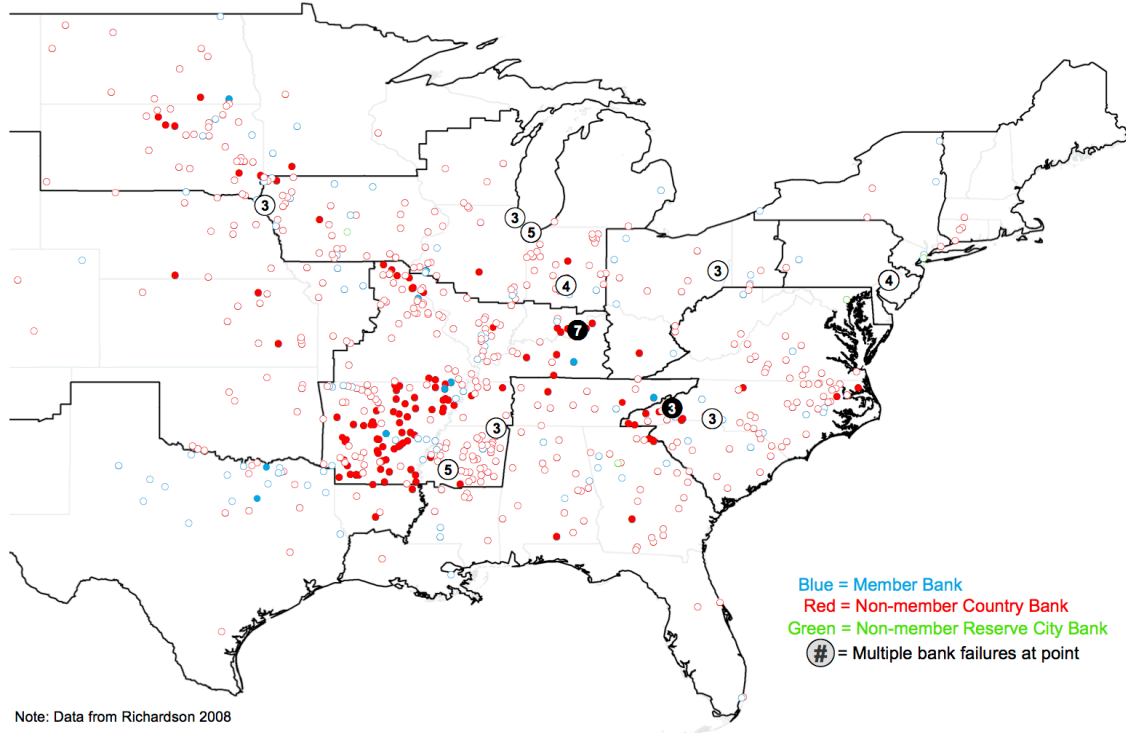 3
3
5
3
4
4
7
3
3
3
5
Blue = Member Bank
Red = Non-member Country Bank
Green = Non-member Reserve City Bank
# = Multiple bank failures at point
Note: Data from Richardson 2008